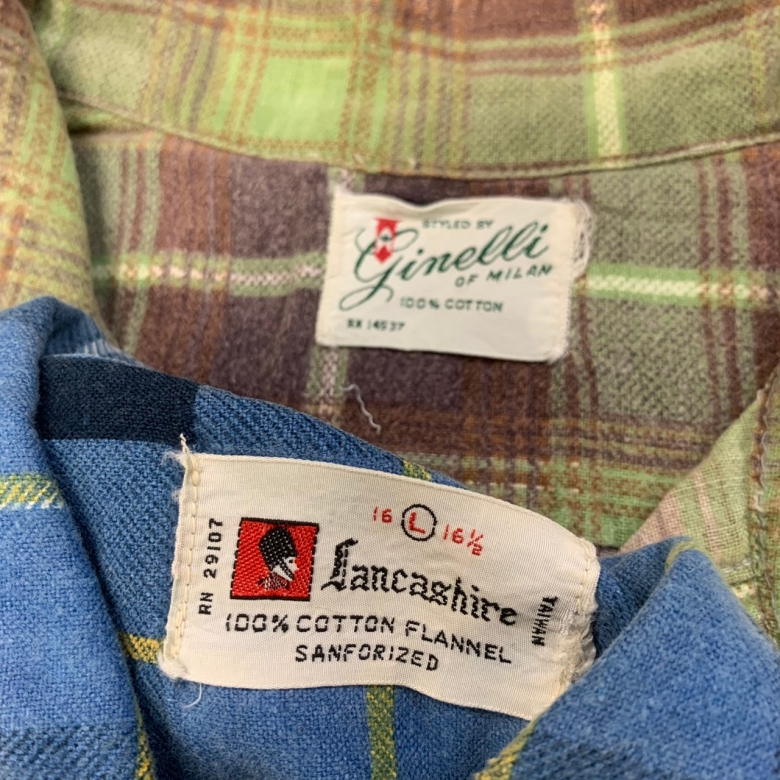 STYLED BY
Ginelli
OF MILAN
100% COTTON
RN 14537
16 L 16½
RN 29107
Lancashire
TAIWAN
100% COTTON FLANNEL
SANFORIZED